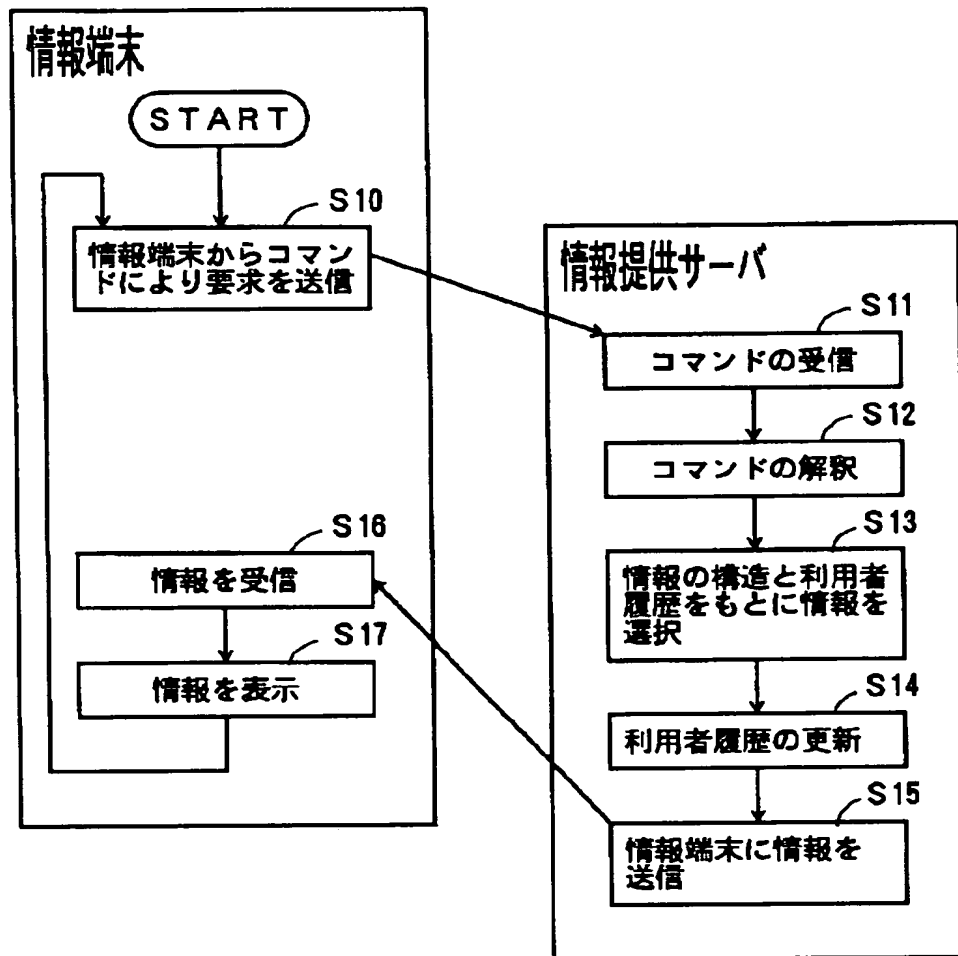 情報端末
START
S10
情報端末からコマン
ドにより要求を送信
情報提供サーバ
S11
コマンドの受信
S12
コマンドの解釈
S13
情報の構造と利用者
履歴をもとに情報を
選択
S14
利用者履歴の更新
S15
情報端末に情報を
送信
S16
情報を受信
S17
情報を表示